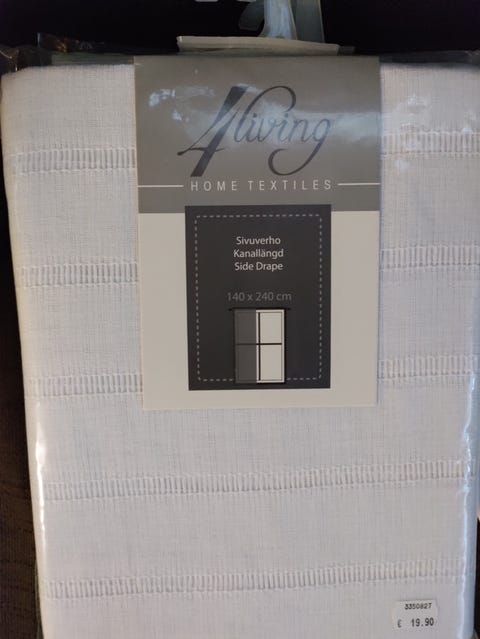 4living
HOME TEXTILES
Sivuverho
Kanallängd
Side Drape
140 x 240 cm
3350827
€ 19.90